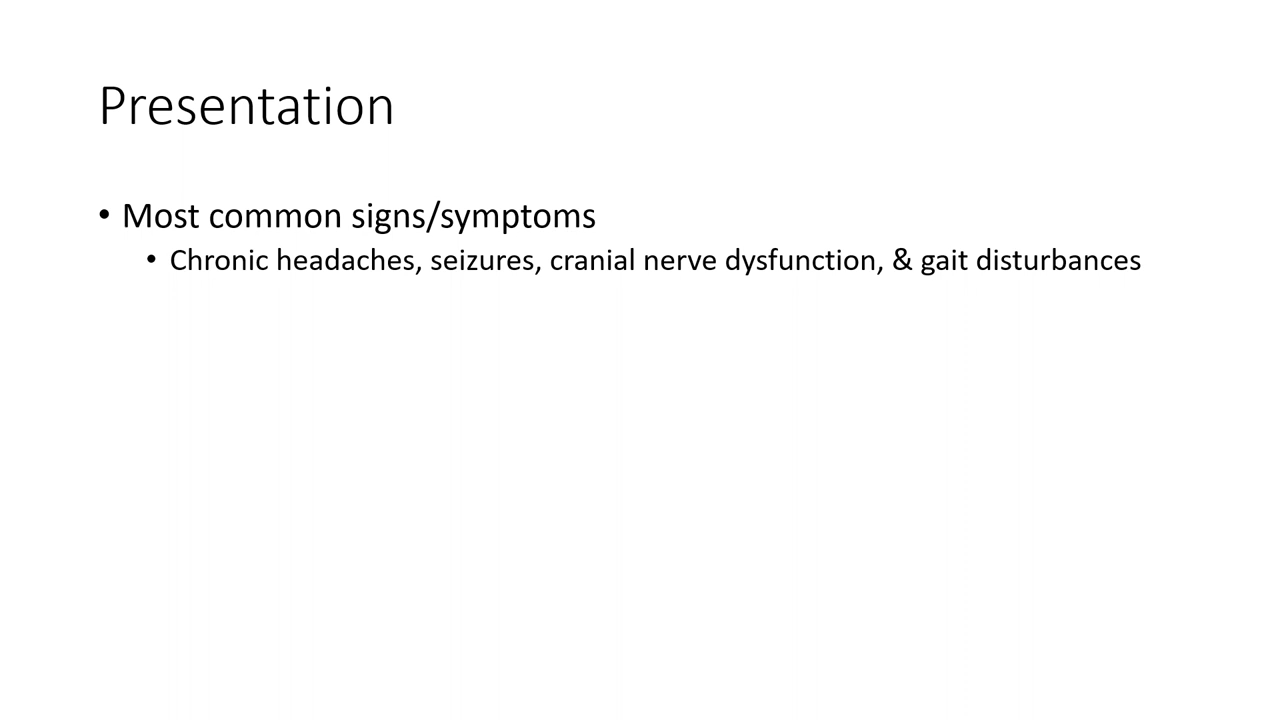 Presentation
• Most common signs/symptoms
• Chronic headaches, seizures, cranial nerve dysfunction, & gait disturbances